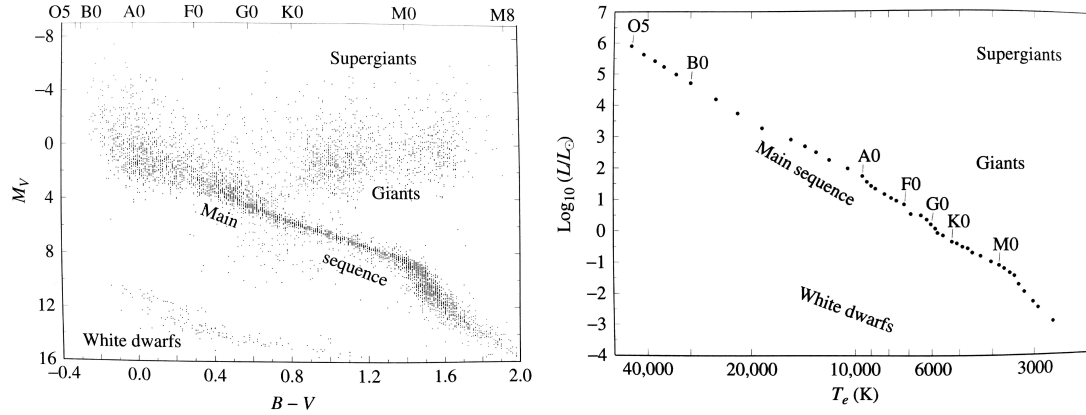 O5 B0 A0 F0 G0 K0 M0 M8
−8
−4
0
4
8
12
16
M_V
Supergiants
Giants
Main
sequence
White dwarfs
−0.4 0.0 0.4 0.8 1.2 1.6 2.0
B − V
7
6
5
4
3
2
1
0
−1
−2
−3
−4
Log₁₀ (L/L☉)
O5
B0
Supergiants
Main sequence
A0
Giants
F0
G0
K0
M0
White dwarfs
40,000 20,000 10,000 6000 3000
T_e (K)